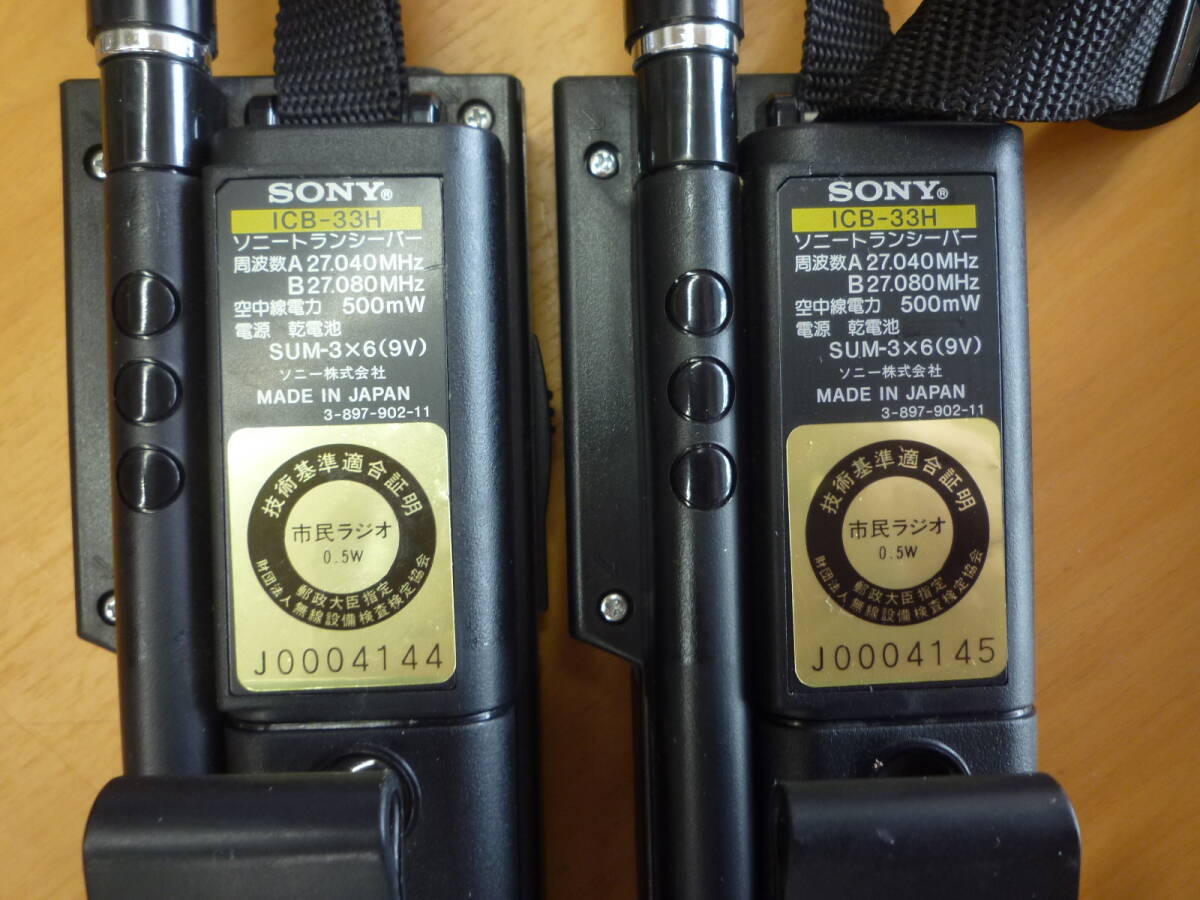 SONY®
ICB-33H
ソニートランシーバー
周波数A 27.040MHz
B 27.080MHz
空中線電力 500mW
電源 乾電池
SUM-3×6(9V)
ソニー株式会社
MADE IN JAPAN
3-897-902-11
技術基準適合証明
市民ラジオ
0.5W
郵政大臣指定
財団法人無線設備検査検定協会
J0004144
SONY®
ICB-33H
ソニートランシーバー
周波数A 27.040MHz
B 27.080MHz
空中線電力 500mW
電源 乾電池
SUM-3×6(9V)
ソニー株式会社
MADE IN JAPAN
3-897-902-11
技術基準適合証明
市民ラジオ
0.5W
郵政大臣指定
財団法人無線設備検査検定協会
J0004145